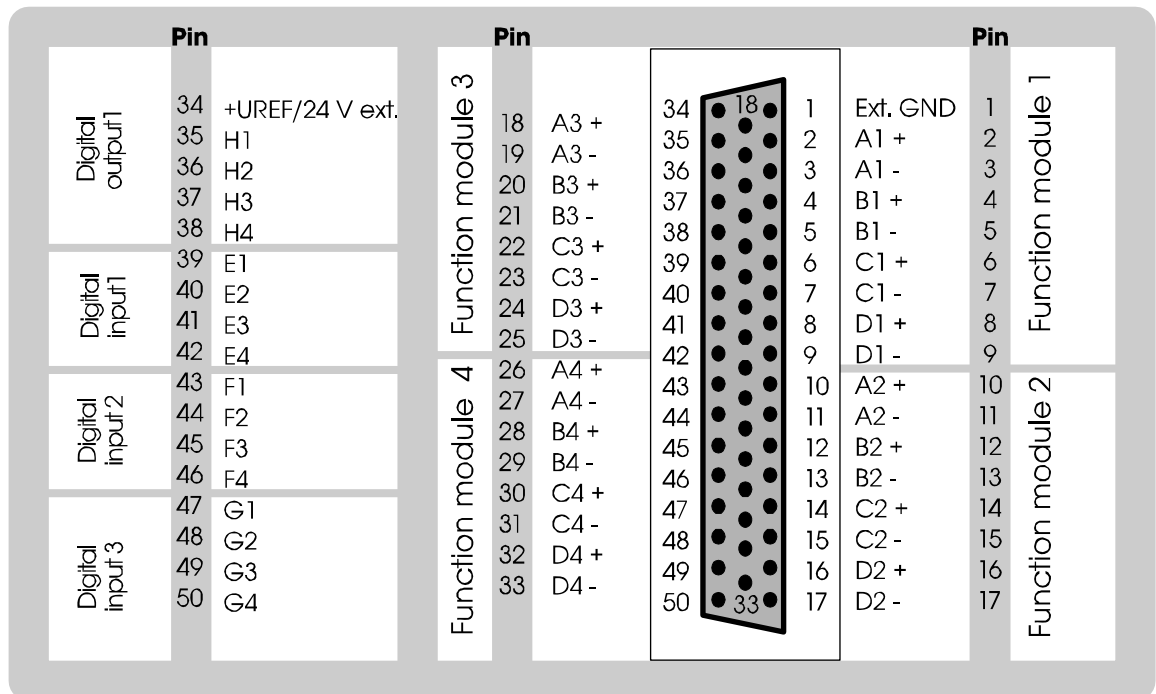 Pin
Digital
output1
34 +UREF/24 V ext.
35 H1
36 H2
37 H3
38 H4
Digital
input1
39 E1
40 E2
41 E3
42 E4
Digital
input 2
43 F1
44 F2
45 F3
46 F4
Digital
input 3
47 G1
48 G2
49 G3
50 G4
Pin
Function module 3
18 A3 +
19 A3 -
20 B3 +
21 B3 -
22 C3 +
23 C3 -
24 D3 +
25 D3 -
Function module 4
26 A4 +
27 A4 -
28 B4 +
29 B4 -
30 C4 +
31 C4 -
32 D4 +
33 D4 -
34 18 1
35 2
36 3
37 4
38 5
39 6
40 7
41 8
42 9
43 10
44 11
45 12
46 13
47 14
48 15
49 16
50 33 17
Pin
Function module 1
Ext. GND 1
A1 + 2
A1 - 3
B1 + 4
B1 - 5
C1 + 6
C1 - 7
D1 + 8
D1 - 9
Function module 2
A2 + 10
A2 - 11
B2 + 12
B2 - 13
C2 + 14
C2 - 15
D2 + 16
D2 - 17